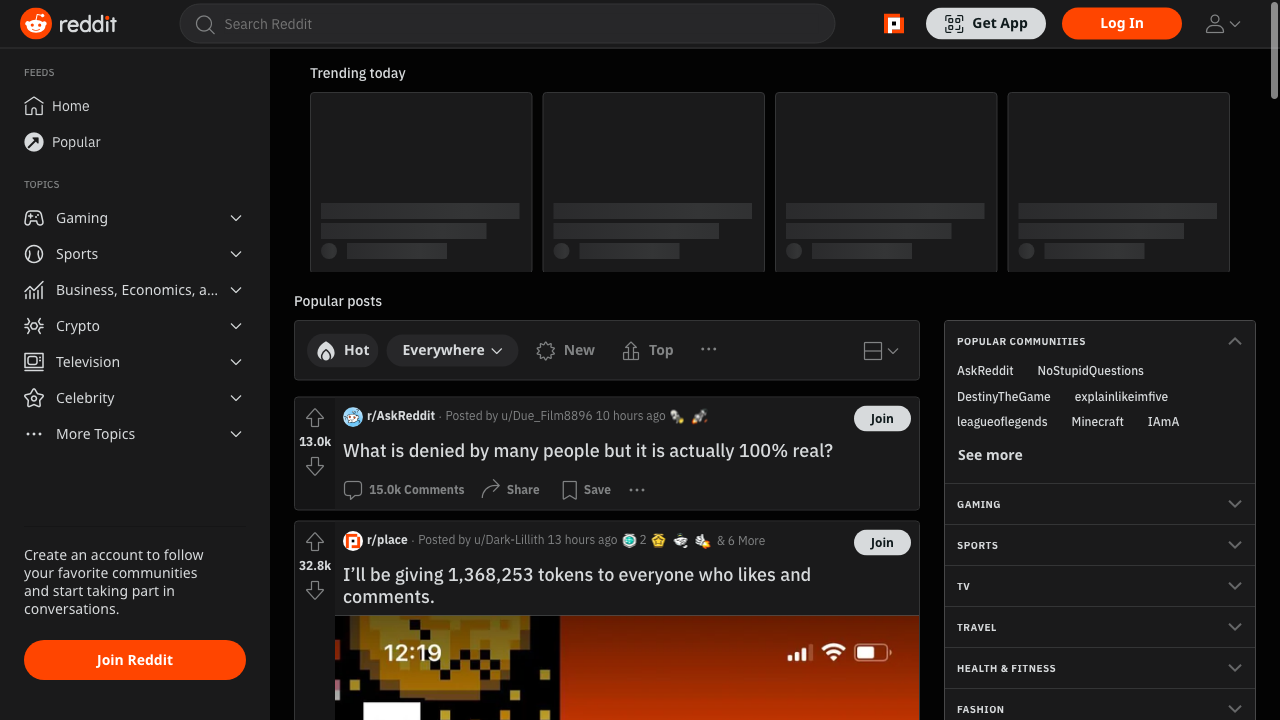 reddit
Search Reddit
Get App
Log In
FEEDS
Home
Popular
TOPICS
Gaming
Sports
Business, Economics, a...
Crypto
Television
Celebrity
More Topics
Create an account to follow
your favorite communities
and start taking part in
conversations.
Join Reddit
Trending today
Popular posts
Hot
Everywhere
New
Top
13.0k
r/AskReddit · Posted by u/Due_Film8896 10 hours ago
Join
What is denied by many people but it is actually 100% real?
15.0k Comments
Share
Save
32.8k
r/place · Posted by u/Dark-Lillith 13 hours ago 2 & 6 More
Join
I’ll be giving 1,368,253 tokens to everyone who likes and
comments.
12:19
POPULAR COMMUNITIES
AskReddit NoStupidQuestions
DestinyTheGame explainlikeimfive
leagueoflegends Minecraft IAmA
See more
GAMING
SPORTS
TV
TRAVEL
HEALTH & FITNESS
FASHION